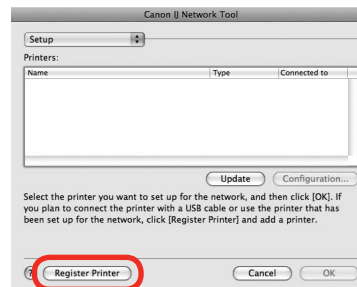 Canon IJ Network Tool
Setup
Printers:
Name Type Connected to
Update Configuration...
Select the printer you want to set up for the network, and then click [OK]. If
you plan to connect the printer with a USB cable or use the printer that has
been set up for the network, click [Register Printer] and add a printer.
? Register Printer Cancel OK